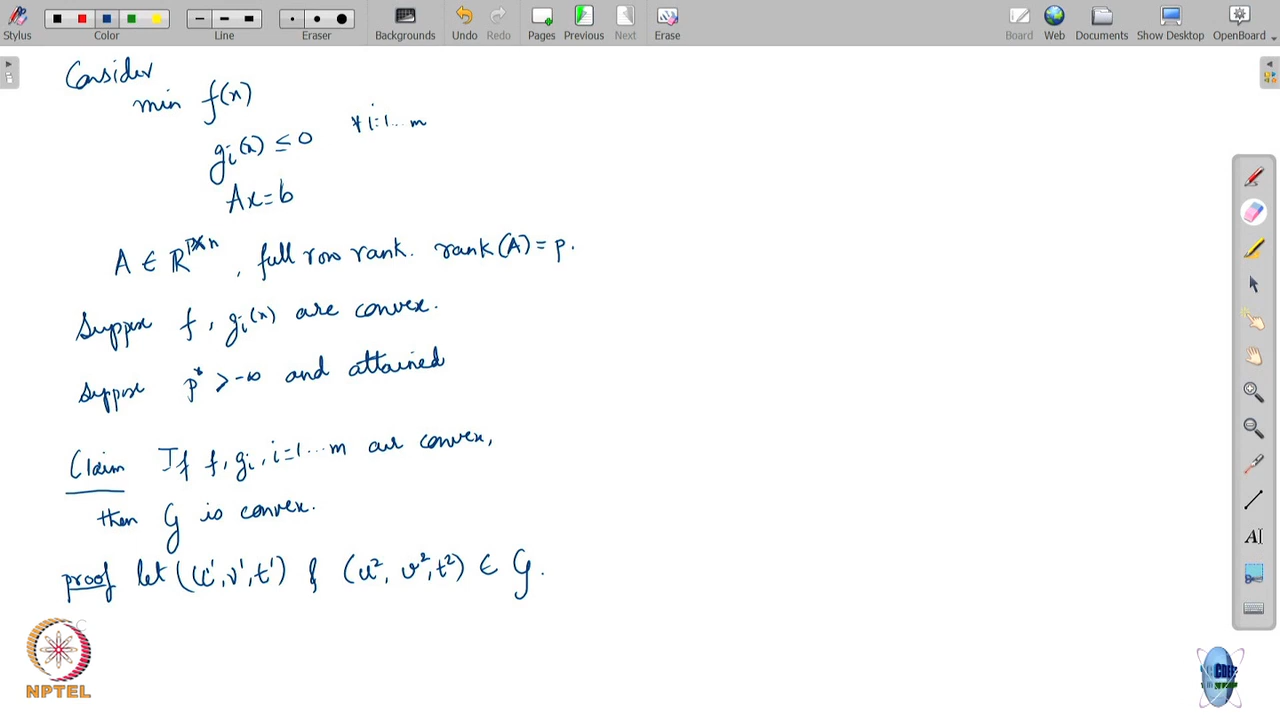 Stylus
Color
Line
Eraser
Backgrounds
Undo
Redo
Pages
Previous
Next
Erase
Board
Web
Documents
Show Desktop
OpenBoard
Consider
min f(x)
gᵢ(x) ≤ 0 ∀ i=1...m
Ax=b
A ∈ ℝᵖˣⁿ, full row rank. rank(A) = p.
Suppose f, gᵢ(x) are convex.
Suppose p* > -∞ and attained
Claim If f, gᵢ, i=1...m are convex,
then G is convex.
proof let (u¹, v¹, t¹) & (u², v², t²) ∈ G.
NPTEL